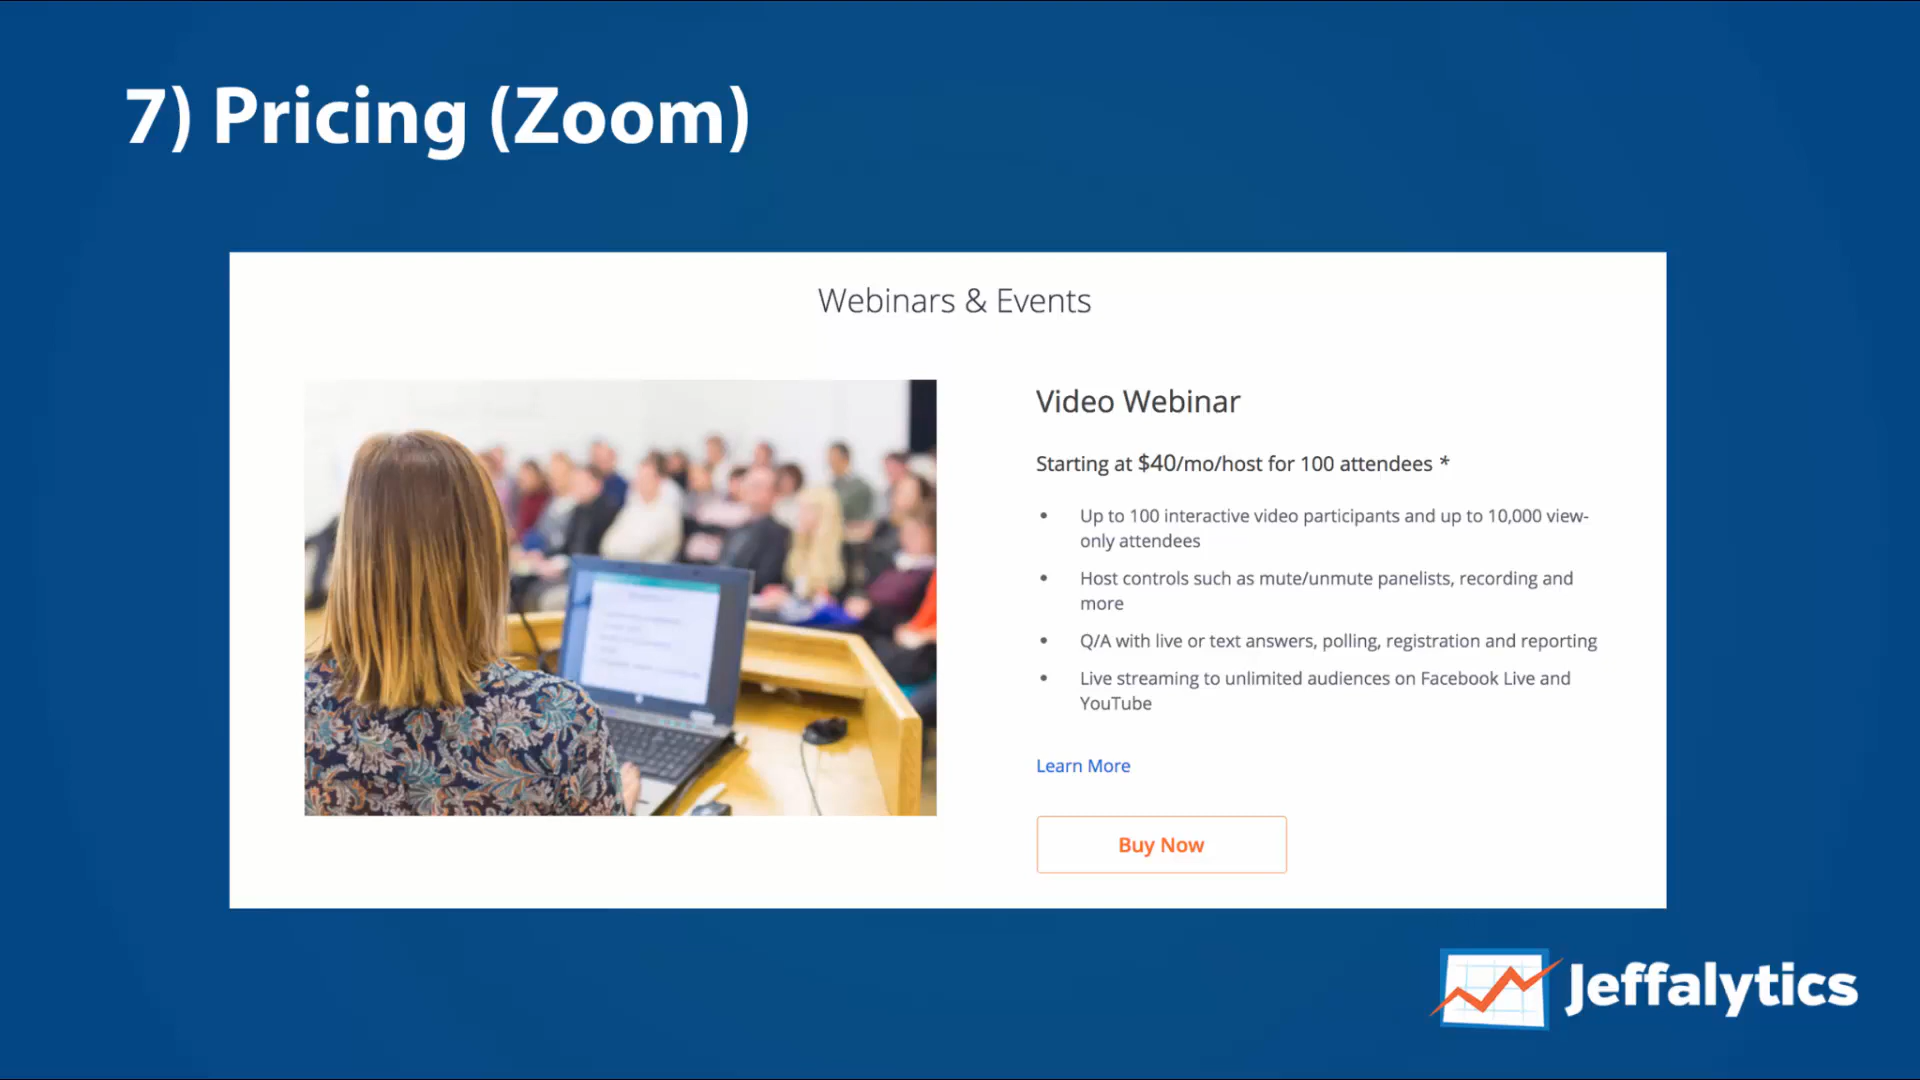 7) Pricing (Zoom)
Webinars & Events
Video Webinar
Starting at $40/mo/host for 100 attendees *
• Up to 100 interactive video participants and up to 10,000 view-
only attendees
• Host controls such as mute/unmute panelists, recording and
more
• Q/A with live or text answers, polling, registration and reporting
• Live streaming to unlimited audiences on Facebook Live and
YouTube
Learn More
Buy Now
Jeffalytics